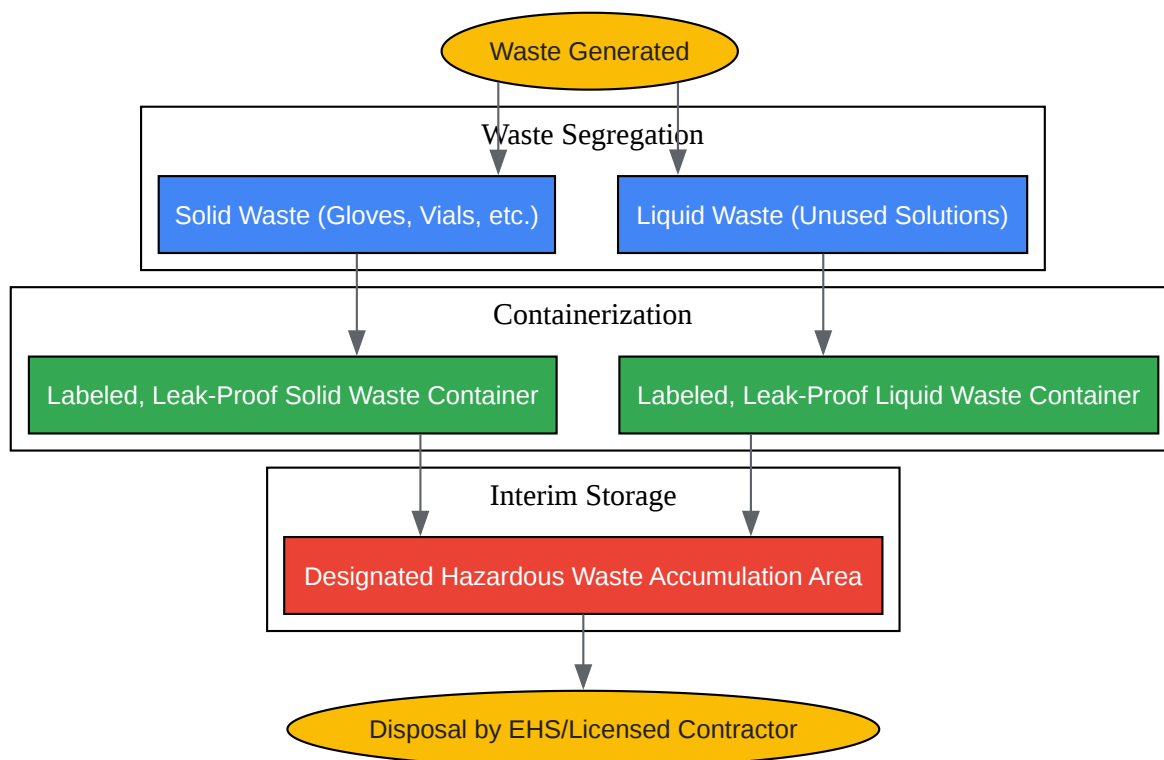 Waste Generated
Waste Segregation
Solid Waste (Gloves, Vials, etc.)
Liquid Waste (Unused Solutions)
Containerization
Labeled, Leak-Proof Solid Waste Container
Labeled, Leak-Proof Liquid Waste Container
Interim Storage
Designated Hazardous Waste Accumulation Area
Disposal by EHS/Licensed Contractor